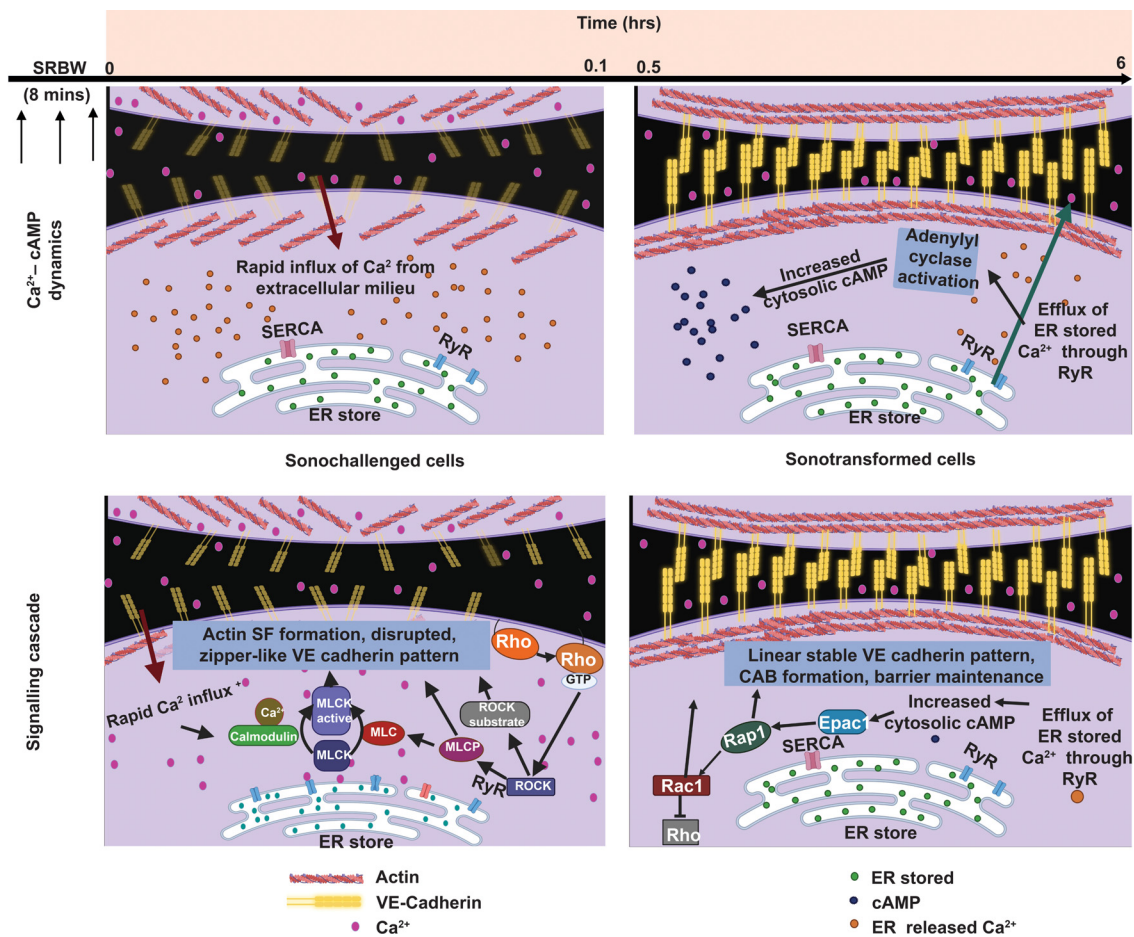 Time (hrs)
SRBW
0
0.1
0.5
6
(8 mins)
Ca²⁺– cAMP
dynamics
Rapid influx of Ca² from
extracellular milieu
SERCA
RyR
ER store
Adenylyl
cyclase
activation
Increased
cytosolic cAMP
SERCA
RyR
Efflux of
ER stored
Ca²⁺ through
RyR
ER store
Sonochallenged cells
Sonotransformed cells
Signalling cascade
Actin SF formation, disrupted,
zipper-like VE cadherin pattern
Rho
Rho
GTP
Rapid Ca² influx ⁺
Ca²⁺
Calmodulin
MLCK
active
MLCK
MLC
MLCP
ROCK
substrate
ROCK
RyR
ER store
Linear stable VE cadherin pattern,
CAB formation, barrier maintenance
Rap1
Epac1
Increased
cytosolic cAMP
Efflux of
ER stored
Ca²⁺ through
RyR
SERCA
RyR
Rac1
Rho
ER store
Actin
VE-Cadherin
Ca²⁺
ER stored
cAMP
ER released Ca²⁺